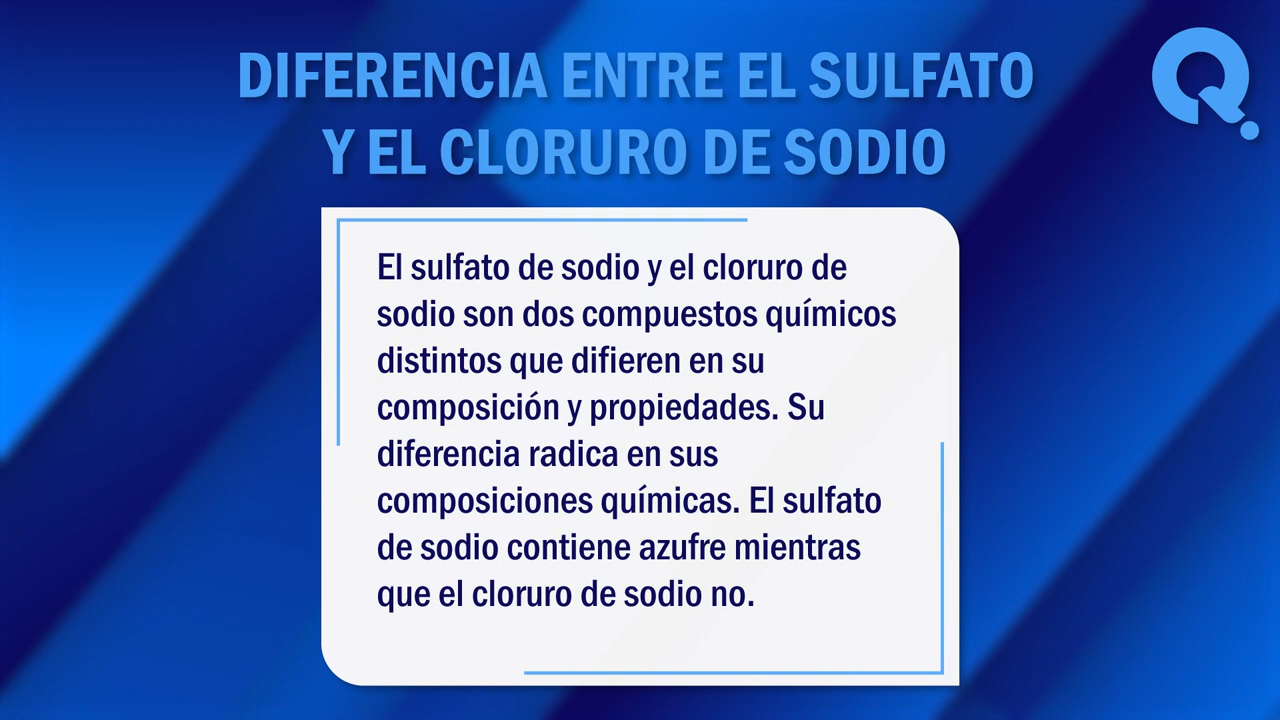 DIFERENCIA ENTRE EL SULFATO
Y EL CLORURO DE SODIO
El sulfato de sodio y el cloruro de
sodio son dos compuestos químicos
distintos que difieren en su
composición y propiedades. Su
diferencia radica en sus
composiciones químicas. El sulfato
de sodio contiene azufre mientras
que el cloruro de sodio no.